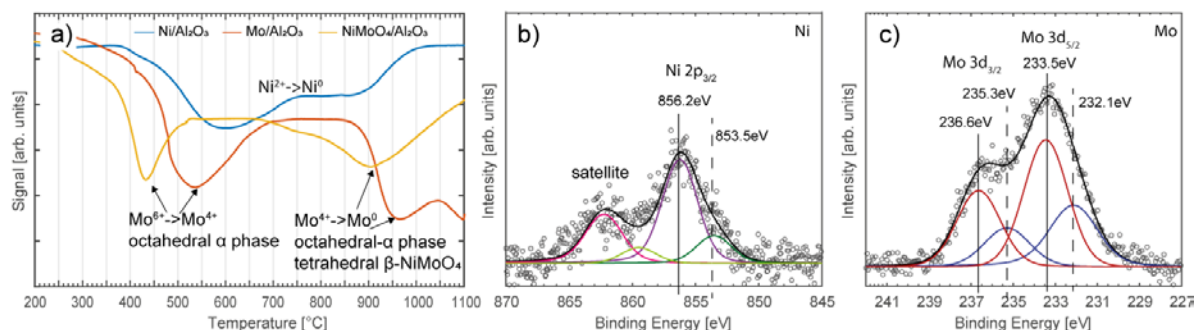 a)
Ni/Al₂O₃ Mo/Al₂O₃ NiMoO₄/Al₂O₃
Ni²⁺->Ni⁰
Mo⁶⁺->Mo⁴⁺
octahedral α phase
Mo⁴⁺->Mo⁰
octahedral-α phase
tetrahedral β-NiMoO₄
Signal [arb. units]
200 300 400 500 600 700 800 900 1000 1100
Temperature [°C]
b)
Ni
Ni 2p₃/₂
856.2eV
853.5eV
satellite
Intensity [arb. units]
870 865 860 855 850 845
Binding Energy [eV]
c)
Mo
Mo 3d₅/₂
233.5eV
Mo 3d₃/₂
235.3eV
236.6eV
232.1eV
Intensity [arb. units]
241 239 237 235 233 231 229 227
Binding Energy [eV]